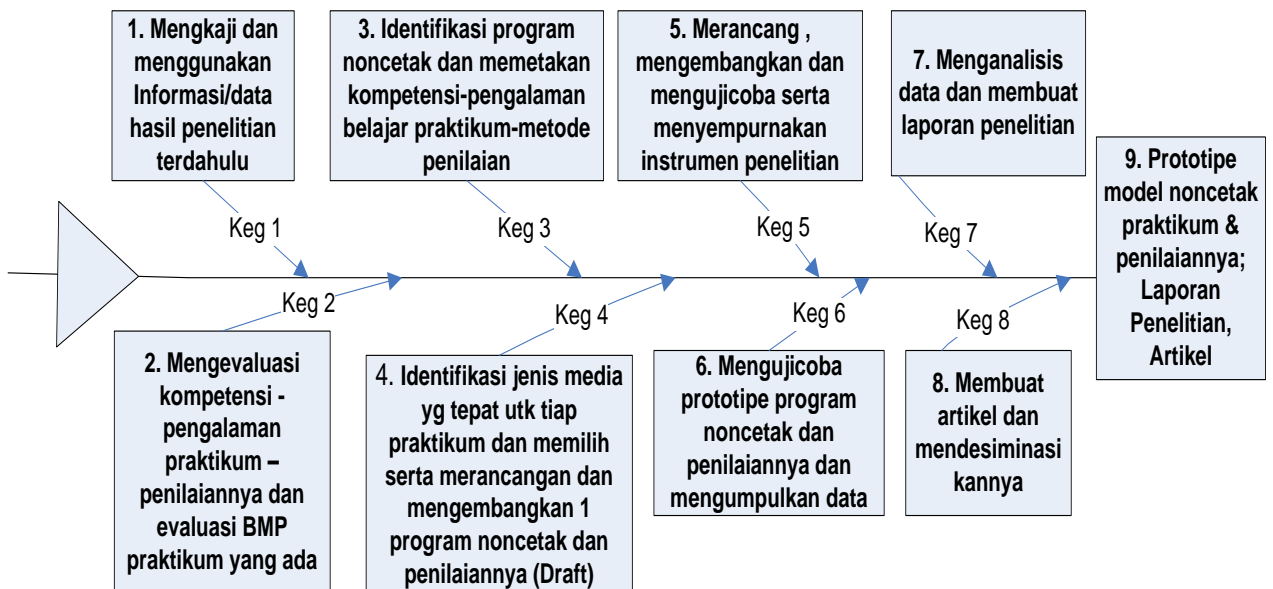 1. Mengkaji dan
menggunakan
Informasi/data
hasil penelitian
terdahulu
3. Identifikasi program
noncetak dan memetakan
kompetensi-pengalaman
belajar praktikum-metode
penilaian
5. Merancang ,
mengembangkan dan
mengujicoba serta
menyempurnakan
instrumen penelitian
7. Menganalisis
data dan membuat
laporan penelitian
9. Prototipe
model noncetak
praktikum &
penilaiannya;
Laporan
Penelitian,
Artikel
Keg 1
Keg 3
Keg 5
Keg 7
Keg 2
Keg 4
Keg 6
Keg 8
2. Mengevaluasi
kompetensi -
pengalaman
praktikum –
penilaiannya dan
evaluasi BMP
praktikum yang ada
4. Identifikasi jenis media
yg tepat utk tiap
praktikum dan memilih
serta merancangan dan
mengembangkan 1
program noncetak dan
penilaiannya (Draft)
6. Mengujicoba
prototipe program
noncetak dan
penilaiannya dan
mengumpulkan data
8. Membuat
artikel dan
mendesiminasi
kannya